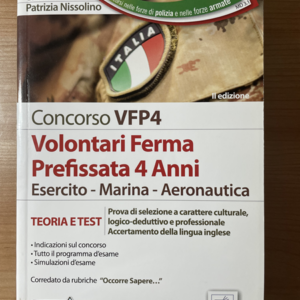 nelle forze di polizia e nelle forze armate
Patrizia Nissolino
ITALIA
II edizione
Concorso VFP4
Volontari Ferma
Prefissata 4 Anni
Esercito - Marina - Aeronautica
TEORIA E TEST
Prova di selezione a carattere culturale,
logico-deduttivo e professionale
Accertamento della lingua inglese
• Indicazioni sul concorso
• Tutto il programma d'esame
• Simulazioni d'esame
Corredato da rubriche "Occorre Sapere..."